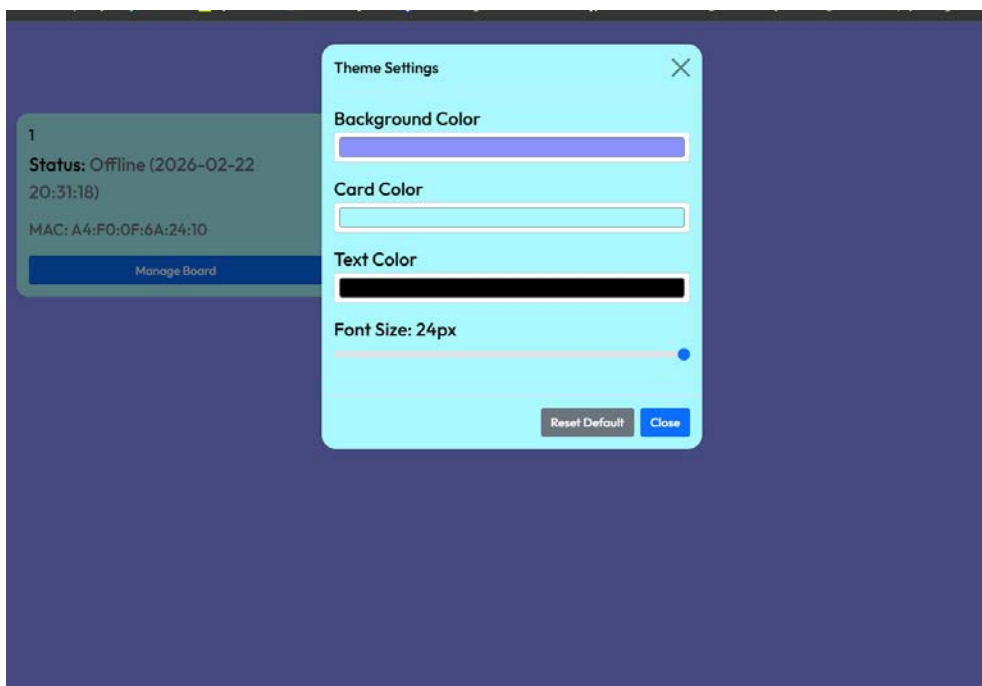 Theme Settings
Background Color
Card Color
Text Color
Font Size: 24px
Reset Default
Close
1
Status: Offline (2026-02-22
20:31:18)
MAC: A4:F0:0F:6A:24:10
Manage Board